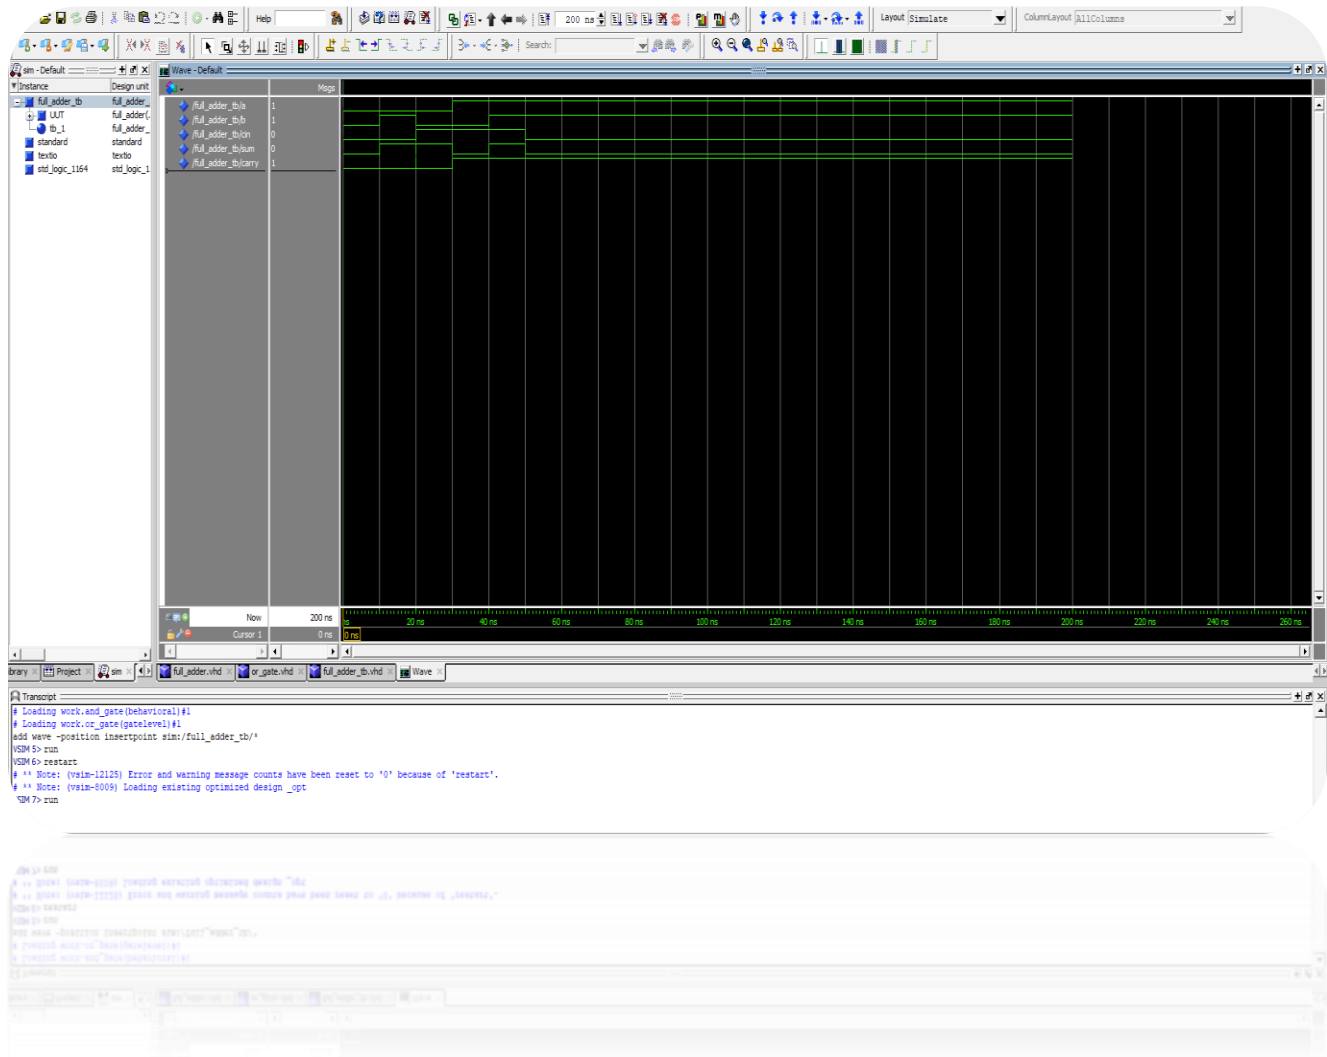 Help
200 ns
Layout Simulate
ColumnLayout AllColumns
Search:
sim - Default
Wave - Default
Instance
Design unit
Msgs
full_adder_tb
full_adder_
UUT
full_adder(.
tb_1
full_adder_
standard
standard
textio
textio
std_logic_1164
std_logic_1
/full_adder_tb/a
1
/full_adder_tb/b
1
/full_adder_tb/cin
0
/full_adder_tb/sum
0
/full_adder_tb/carry
1
Now
200 ns
ns
20 ns
40 ns
60 ns
80 ns
100 ns
120 ns
140 ns
160 ns
180 ns
200 ns
220 ns
240 ns
260 ns
Cursor 1
0 ns
0 ns
ibrary
Project
sim
full_adder.vhd
or_gate.vhd
full_adder_tb.vhd
Wave
Transcript
# Loading work.and_gate(behavioral)#1
# Loading work.or_gate(gatelevel)#1
add wave -position insertpoint sim:/full_adder_tb/*
VSIM 5> run
VSIM 6> restart
# ** Note: (vsim-12125) Error and warning message counts have been reset to '0' because of 'restart'.
# ** Note: (vsim-8009) Loading existing optimized design _opt
SIM 7> run